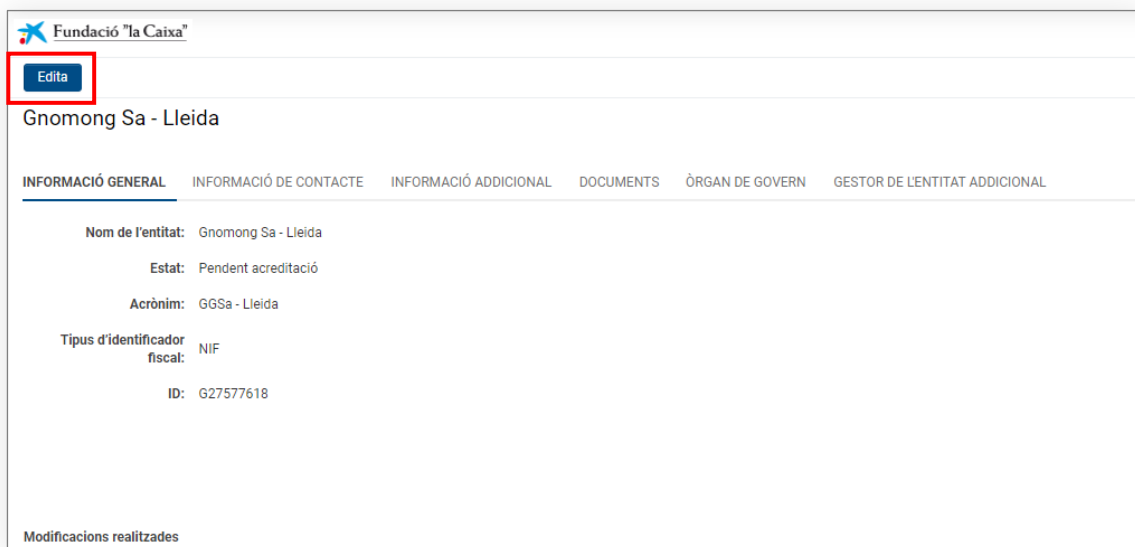 Fundació "la Caixa"
Edita
Gnomong Sa - Lleida
INFORMACIÓ GENERAL INFORMACIÓ DE CONTACTE INFORMACIÓ ADDICIONAL DOCUMENTS ÒRGAN DE GOVERN GESTOR DE L'ENTITAT ADDICIONAL
Nom de l'entitat: Gnomong Sa - Lleida
Estat: Pendent acreditació
Acrònim: GGSa - Lleida
Tipus d'identificador
fiscal: NIF
ID: G27577618
Modificacions realitzades